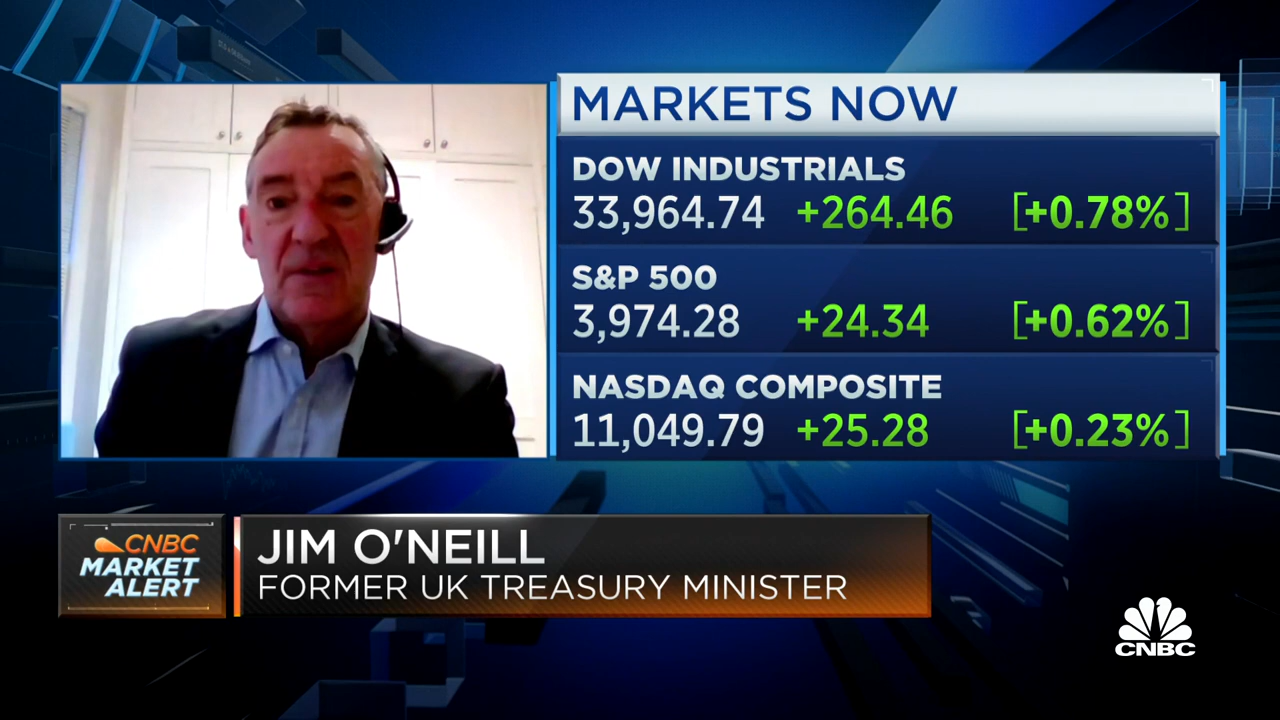 MARKETS NOW
DOW INDUSTRIALS
33,964.74 +264.46 [+0.78%]
S&P 500
3,974.28 +24.34 [+0.62%]
NASDAQ COMPOSITE
11,049.79 +25.28 [+0.23%]
CNBC
MARKET
ALERT
JIM O'NEILL
FORMER UK TREASURY MINISTER
CNBC